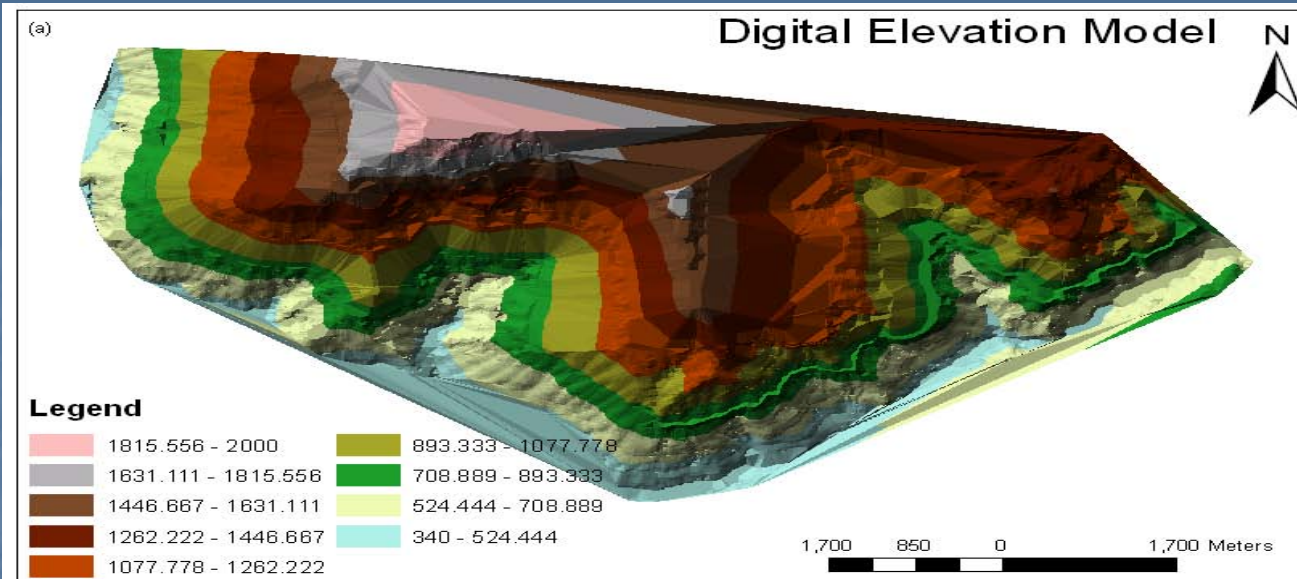 (a)
Digital Elevation Model
N
Legend
1815.556 - 2000
1631.111 - 1815.556
1446.667 - 1631.111
1262.222 - 1446.667
1077.778 - 1262.222
893.333 - 1077.778
708.889 - 893.333
524.444 - 708.889
340 - 524.444
1,700 850 0 1,700 Meters